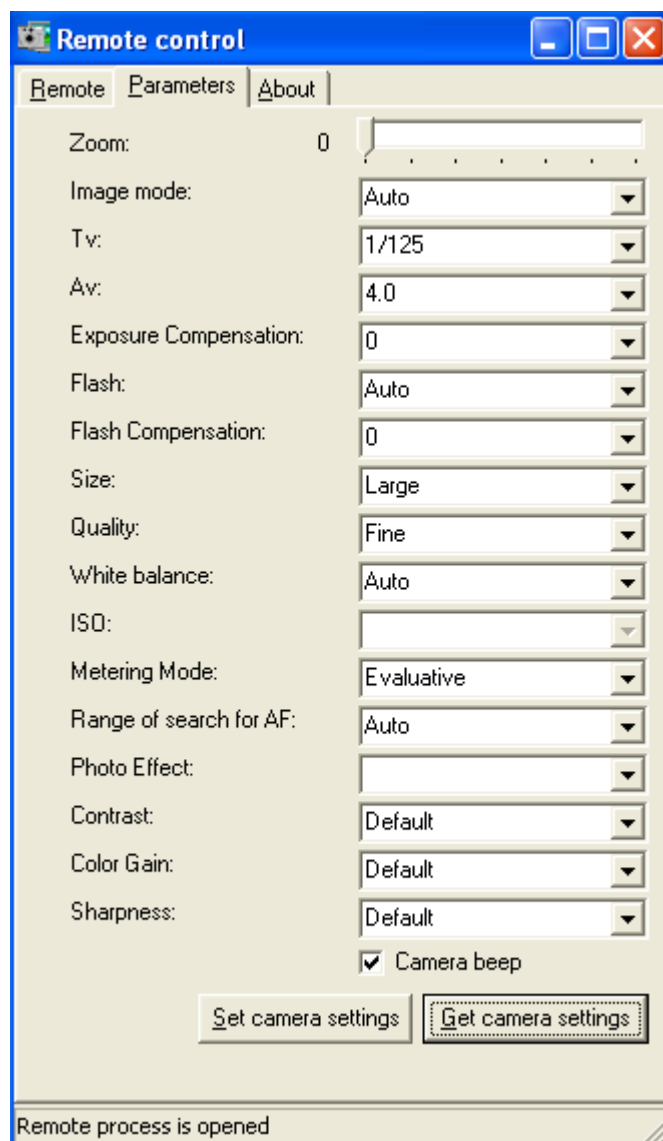 Remote control
Remote Parameters About
Zoom: 0
Image mode: Auto
Tv: 1/125
Av: 4.0
Exposure Compensation: 0
Flash: Auto
Flash Compensation: 0
Size: Large
Quality: Fine
White balance: Auto
ISO:
Metering Mode: Evaluative
Range of search for AF: Auto
Photo Effect:
Contrast: Default
Color Gain: Default
Sharpness: Default
Camera beep
Set camera settings Get camera settings
Remote process is opened